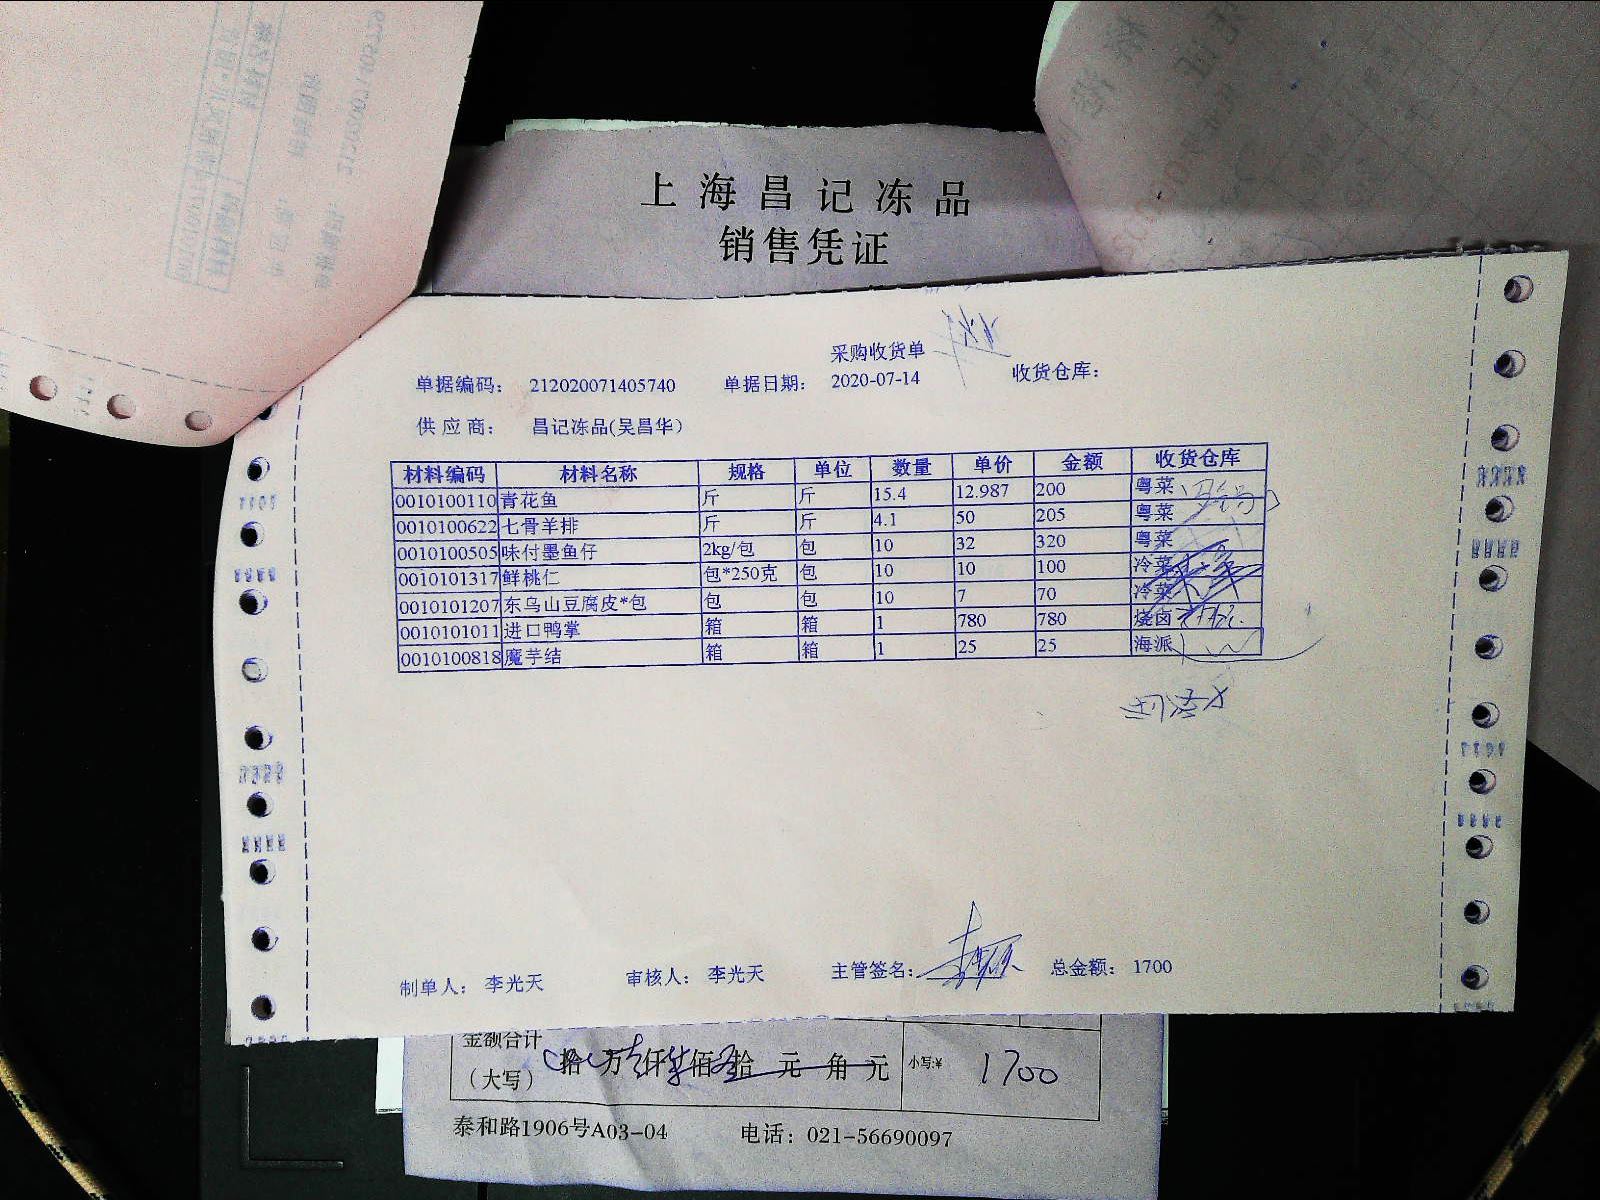 上海昌记冻品
销售凭证
采购收货单
单据编码： 212020071405740 单据日期： 2020-07-14 收货仓库：
供应商： 昌记冻品(吴昌华)
材料编码 材料名称 规格 单位 数量 单价 金额 收货仓库
0010100110 青花鱼 斤 斤 15.4 12.987 200 粤菜
0010100622 七骨羊排 斤 斤 4.1 50 205 粤菜
0010100505 味付墨鱼仔 2kg/包 包 10 32 320 粤菜
0010101317 鲜桃仁 包*250克 包 10 10 100 冷菜
0010101207 东乌山豆腐皮*包 包 包 10 7 70 冷菜
0010101011 进口鸭掌 箱 箱 1 780 780 烧卤
0010100818 魔芋结 箱 箱 1 25 25 海派
制单人： 李光天 审核人： 李光天 主管签名： 总金额： 1700
金额合计
（大写） 拾 万 仟 佰 拾 元 角 元 小写:¥ 1700
泰和路1906号A03-04 电话：021-56690097